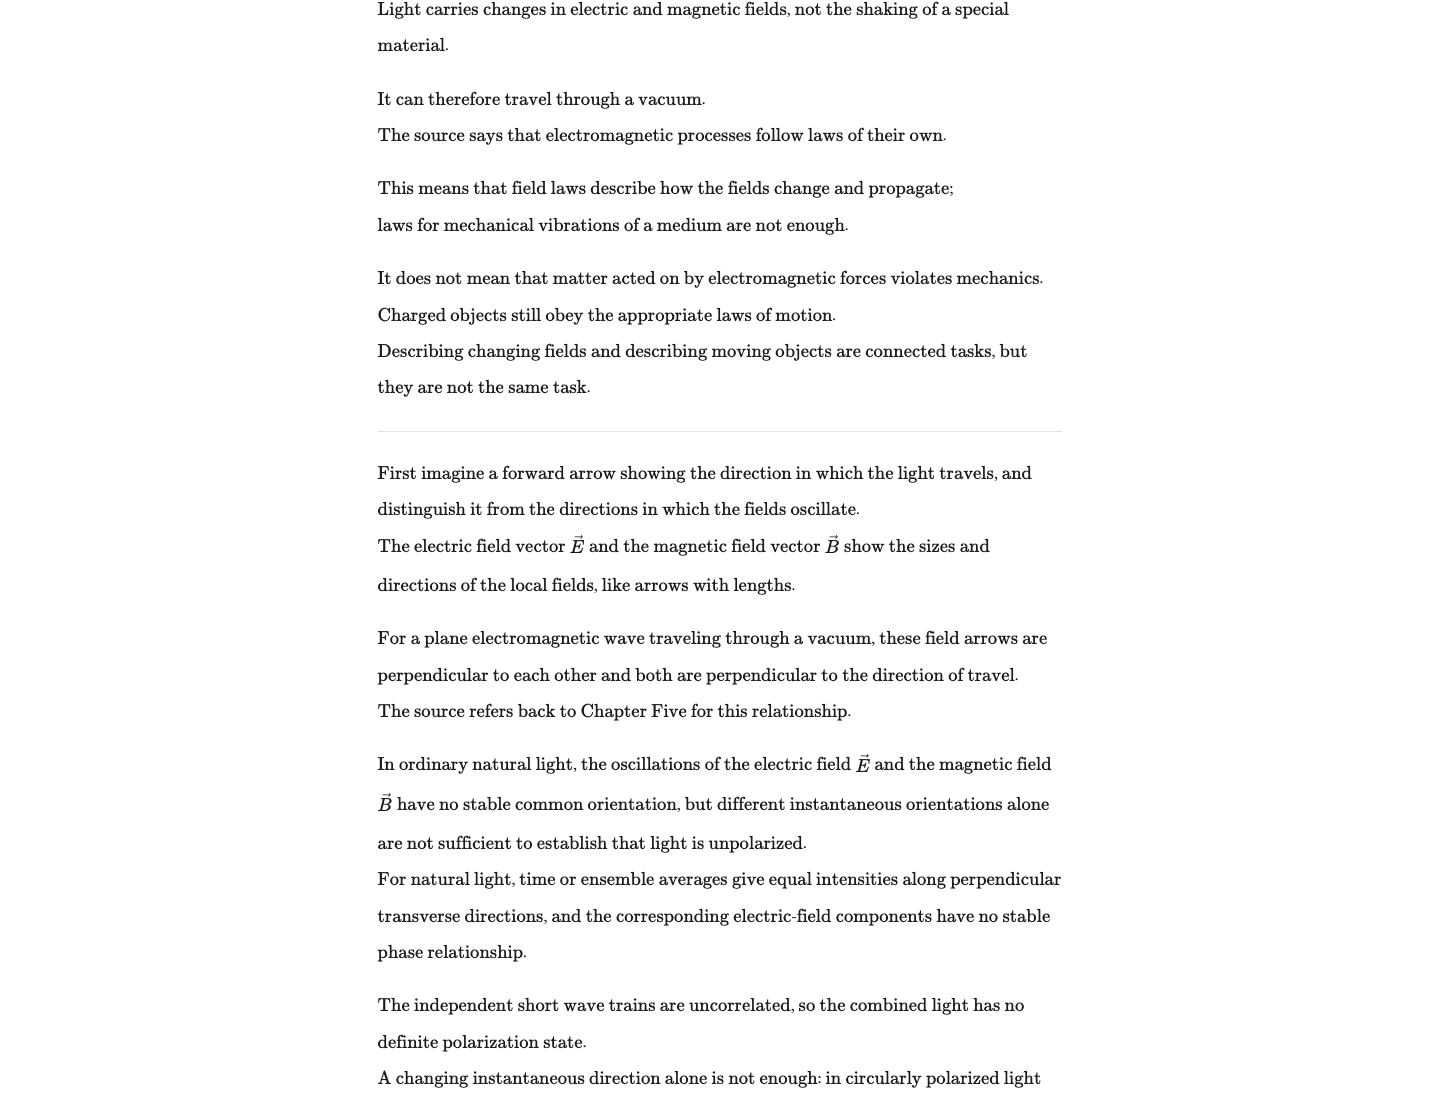 Light carries changes in electric and magnetic fields, not the shaking of a special
material.
It can therefore travel through a vacuum.
The source says that electromagnetic processes follow laws of their own.
This means that field laws describe how the fields change and propagate;
laws for mechanical vibrations of a medium are not enough.
It does not mean that matter acted on by electromagnetic forces violates mechanics.
Charged objects still obey the appropriate laws of motion.
Describing changing fields and describing moving objects are connected tasks, but
they are not the same task.
First imagine a forward arrow showing the direction in which the light travels, and
distinguish it from the directions in which the fields oscillate.
The electric field vector $\vec{E}$ and the magnetic field vector $\vec{B}$ show the sizes and
directions of the local fields, like arrows with lengths.
For a plane electromagnetic wave traveling through a vacuum, these field arrows are
perpendicular to each other and both are perpendicular to the direction of travel.
The source refers back to Chapter Five for this relationship.
In ordinary natural light, the oscillations of the electric field $\vec{E}$ and the magnetic field
$\vec{B}$ have no stable common orientation, but different instantaneous orientations alone
are not sufficient to establish that light is unpolarized.
For natural light, time or ensemble averages give equal intensities along perpendicular
transverse directions, and the corresponding electric-field components have no stable
phase relationship.
The independent short wave trains are uncorrelated, so the combined light has no
definite polarization state.
A changing instantaneous direction alone is not enough: in circularly polarized light